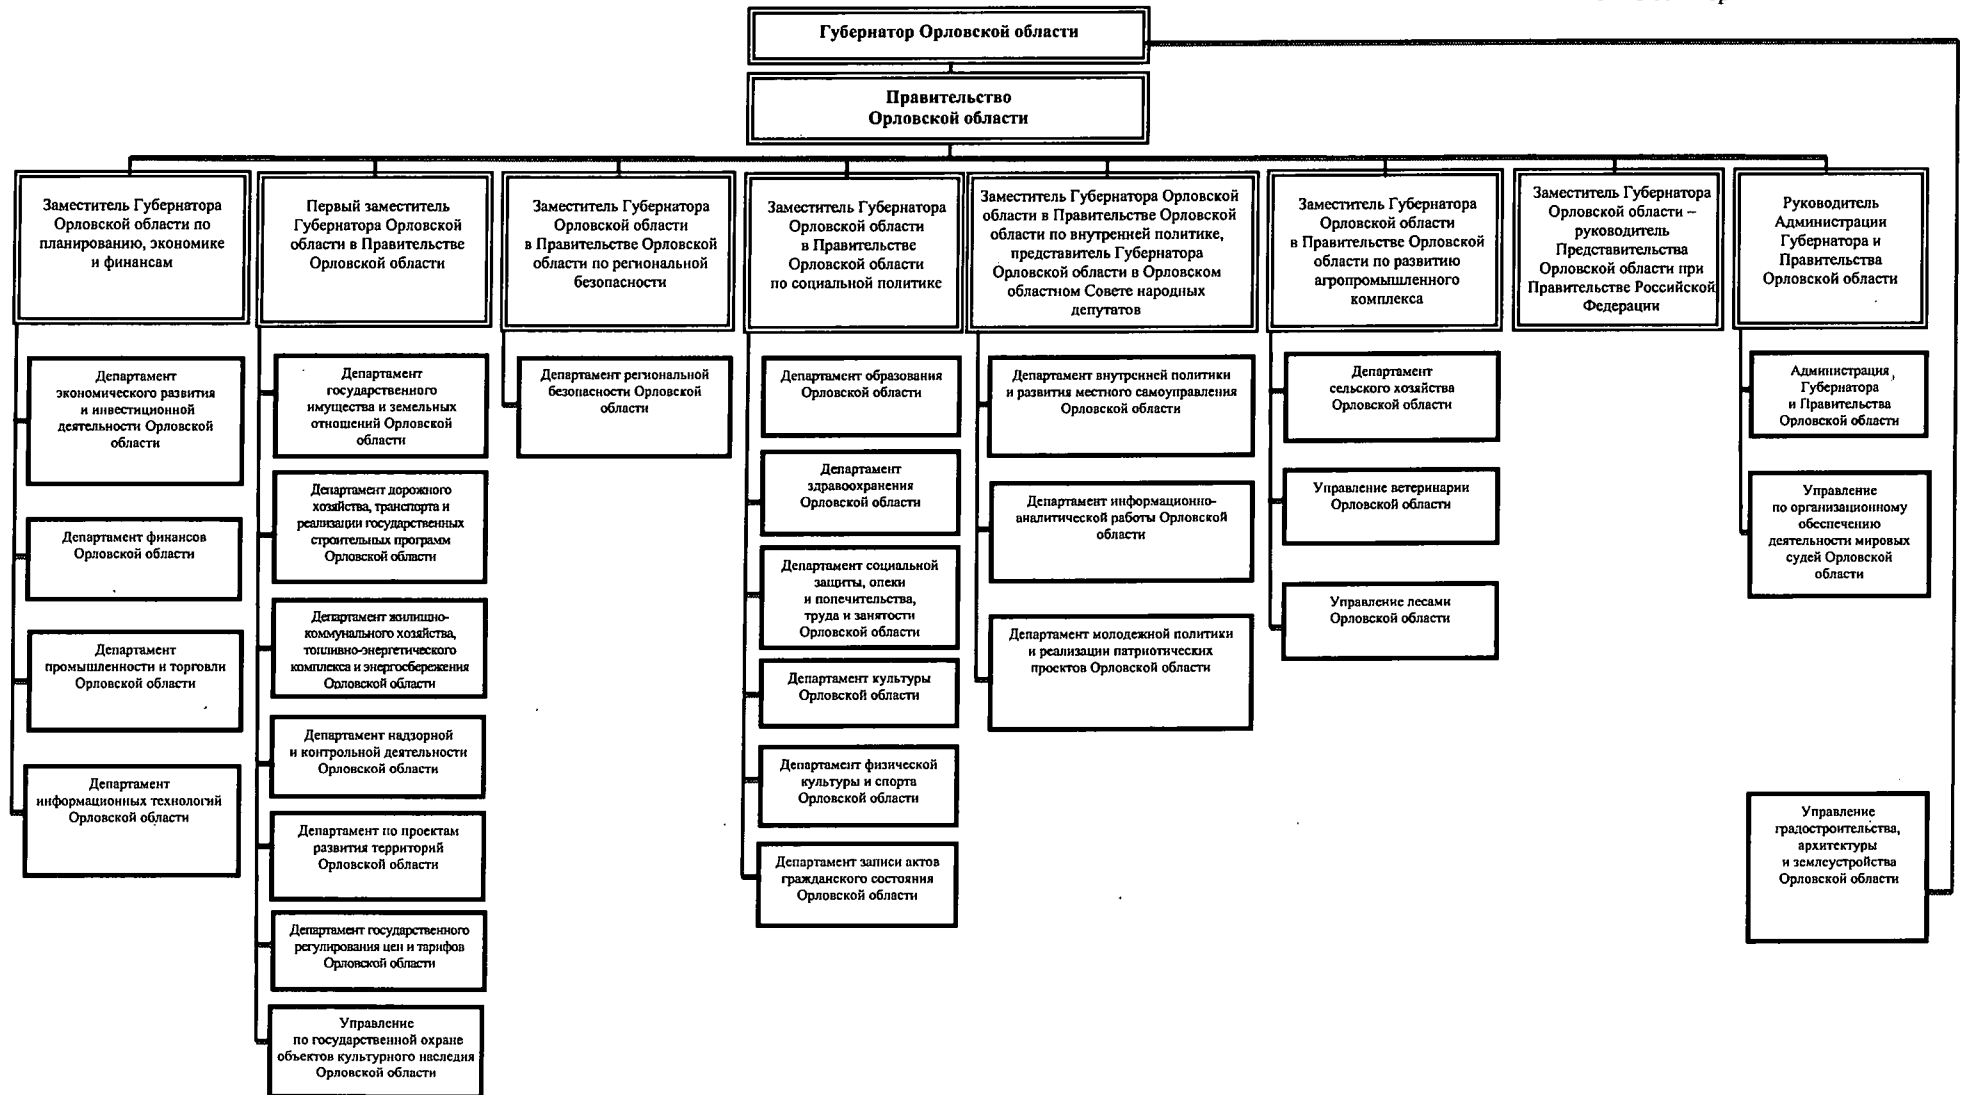 Губернатор Орловской области
Правительство
Орловской области
Заместитель Губернатора
Орловской области по
планированию, экономике
и финансам
Департамент
экономического развития
и инвестиционной
деятельности Орловской
области
Департамент финансов
Орловской области
Департамент
промышленности и торговли
Орловской области
Департамент
информационных технологий
Орловской области
Первый заместитель
Губернатора Орловской
области в Правительстве
Орловской области
Департамент
государственного
имущества и земельных
отношений Орловской
области
Департамент дорожного
хозяйства, транспорта и
реализации государственных
строительных программ
Орловской области
Департамент жилищно-
коммунального хозяйства,
топливно-энергетического
комплекса и энергосбережения
Орловской области
Департамент надзорной
и контрольной деятельности
Орловской области
Департамент по проектам
развития территорий
Орловской области
Департамент государственного
регулирования цен и тарифов
Орловской области
Управление
по государственной охране
объектов культурного наследия
Орловской области
Заместитель Губернатора
Орловской области
в Правительстве Орловской
области по региональной
безопасности
Департамент региональной
безопасности Орловской
области
Заместитель Губернатора
Орловской области
в Правительстве
Орловской области
по социальной политике
Департамент образования
Орловской области
Департамент
здравоохранения
Орловской области
Департамент социальной
защиты, опеки
и попечительства,
труда и занятости
Орловской области
Департамент культуры
Орловской области
Департамент физической
культуры и спорта
Орловской области
Департамент записи актов
гражданского состояния
Орловской области
Заместитель Губернатора Орловской
области в Правительстве Орловской
области по внутренней политике,
представитель Губернатора
Орловской области в Орловском
областном Совете народных
депутатов
Департамент внутренней политики
и развития местного самоуправления
Орловской области
Департамент информационно-
аналитической работы Орловской
области
Департамент молодежной политики
и реализации патриотических
проектов Орловской области
Заместитель Губернатора
Орловской области
в Правительстве Орловской
области по развитию
агропромышленного
комплекса
Департамент
сельского хозяйства
Орловской области
Управление ветеринарии
Орловской области
Управление лесами
Орловской области
Заместитель Губернатора
Орловской области –
руководитель
Представительства
Орловской области при
Правительстве Российской
Федерации
Руководитель
Администрации
Губернатора и
Правительства
Орловской области
Администрация
Губернатора
и Правительства
Орловской области
Управление
по организационному
обеспечению
деятельности мировых
судей Орловской
области
Управление
градостроительства,
архитектуры
и землеустройства
Орловской области